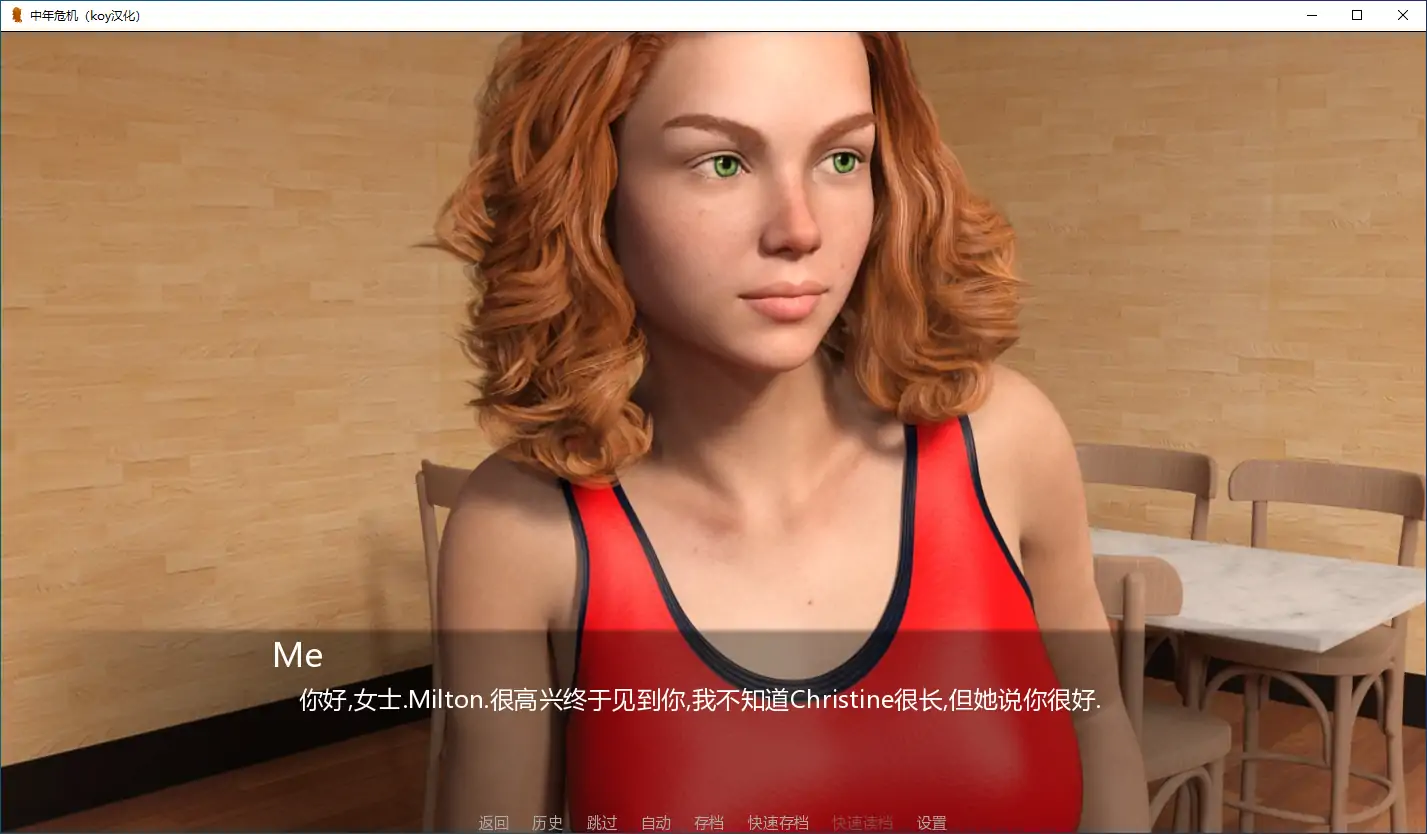 中年危机（koy汉化）
Me
你好,女士.Milton.很高兴终于见到你,我不知道Christine很长,但她说你很好.
返回 历史 跳过 自动 存档 快速存档 快速读档 设置